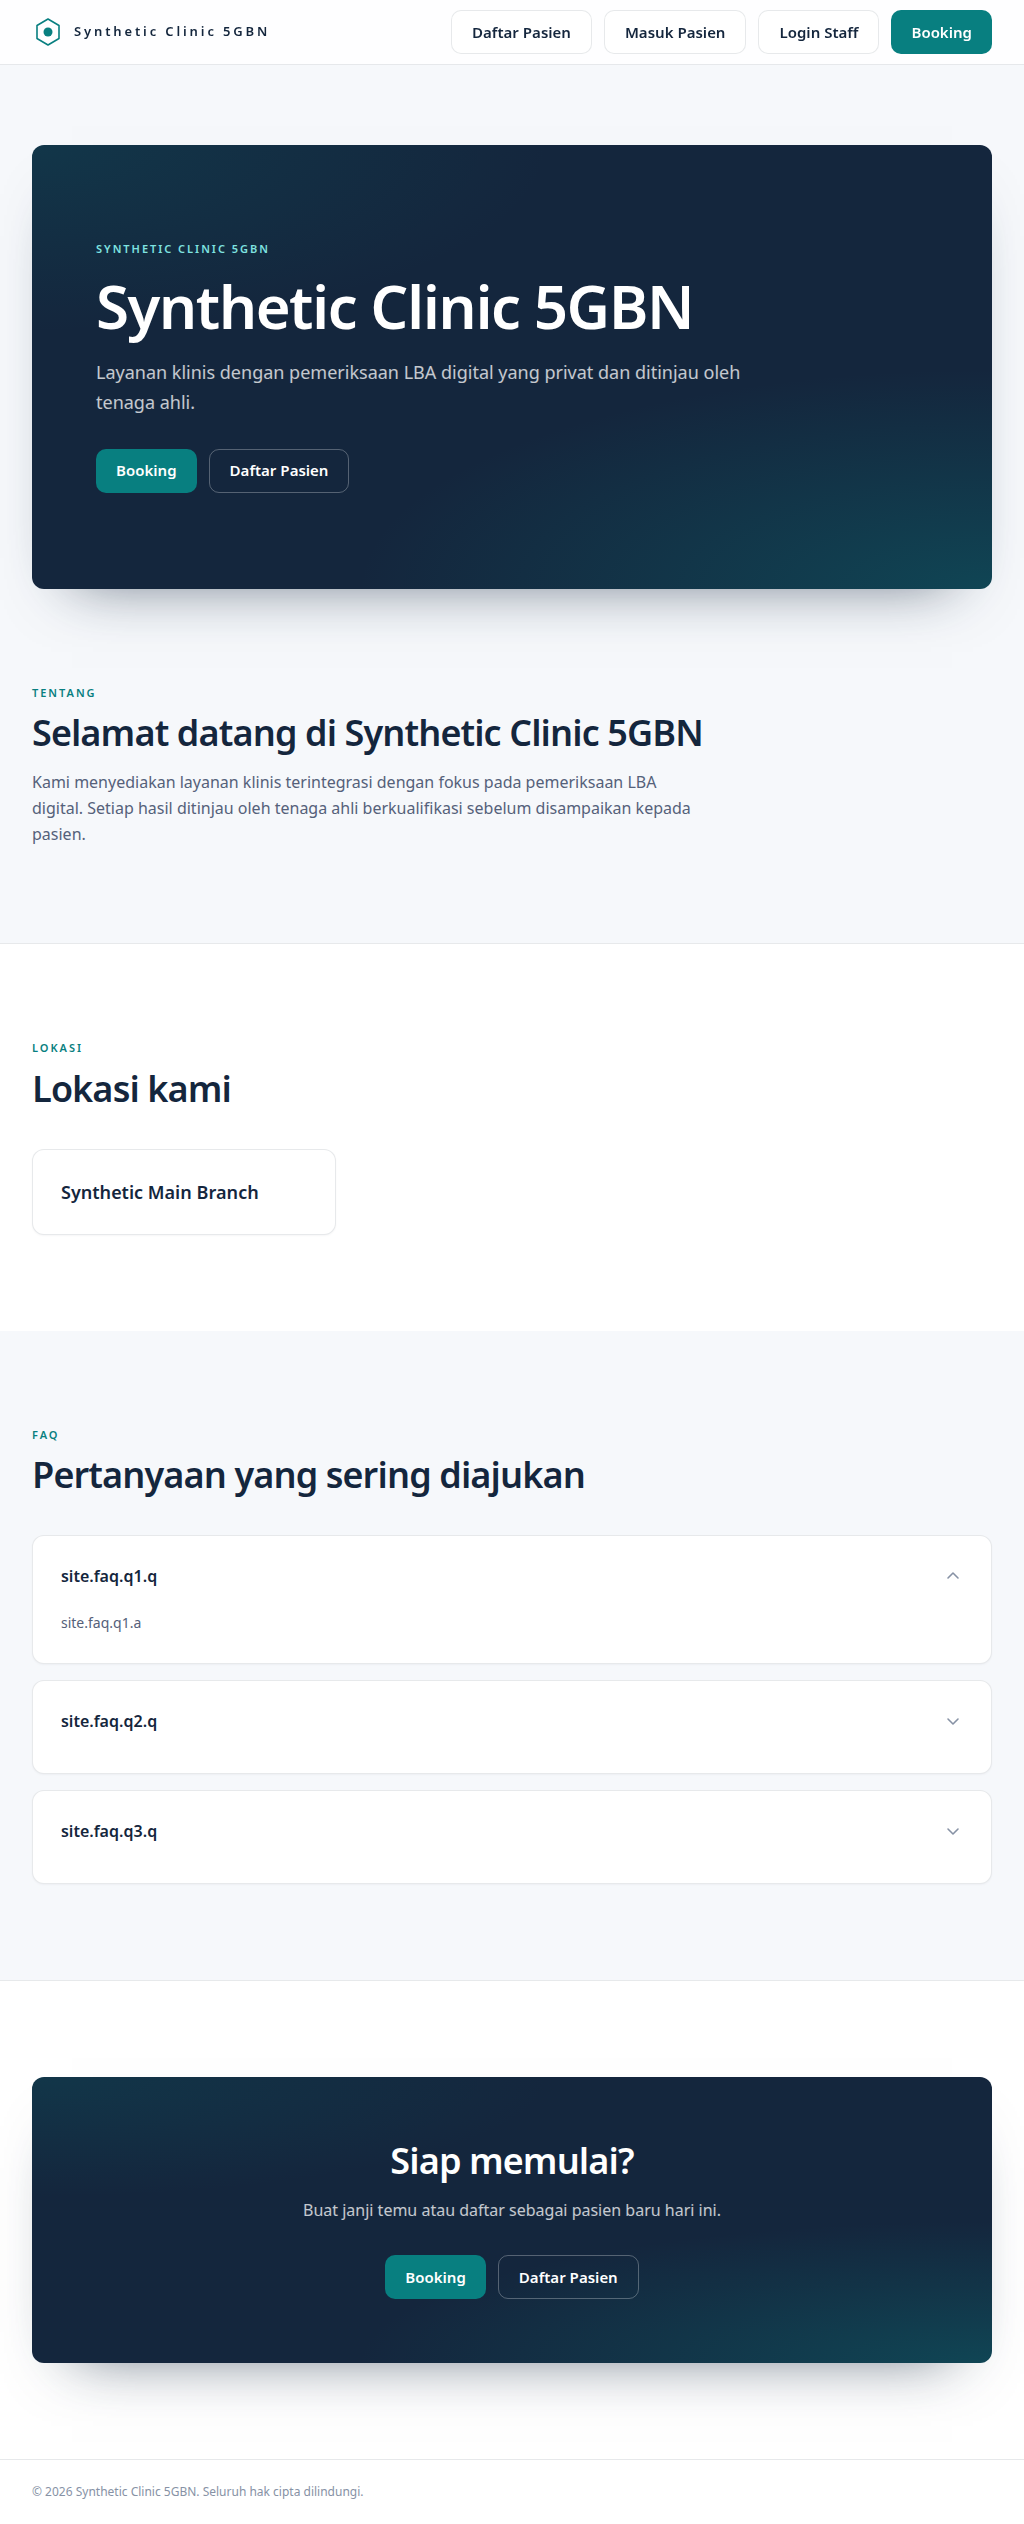 Synthetic Clinic 5GBN
Daftar Pasien
Masuk Pasien
Login Staff
Booking
SYNTHETIC CLINIC 5GBN
Synthetic Clinic 5GBN
Layanan klinis dengan pemeriksaan LBA digital yang privat dan ditinjau oleh
tenaga ahli.
Booking
Daftar Pasien
TENTANG
Selamat datang di Synthetic Clinic 5GBN
Kami menyediakan layanan klinis terintegrasi dengan fokus pada pemeriksaan LBA
digital. Setiap hasil ditinjau oleh tenaga ahli berkualifikasi sebelum disampaikan kepada
pasien.
LOKASI
Lokasi kami
Synthetic Main Branch
FAQ
Pertanyaan yang sering diajukan
site.faq.q1.q
site.faq.q1.a
site.faq.q2.q
site.faq.q3.q
Siap memulai?
Buat janji temu atau daftar sebagai pasien baru hari ini.
Booking
Daftar Pasien
© 2026 Synthetic Clinic 5GBN. Seluruh hak cipta dilindungi.